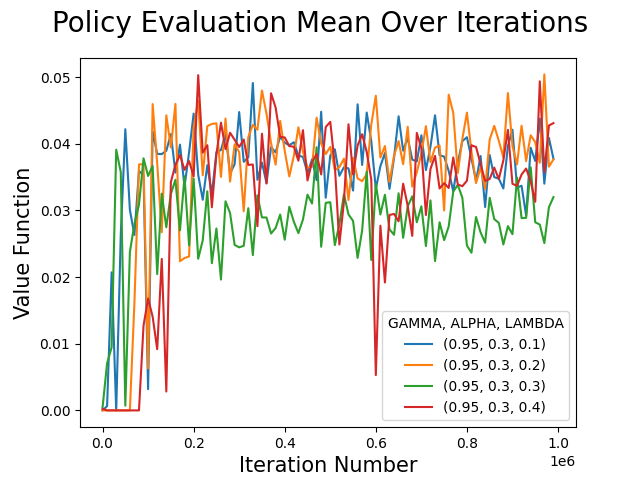 Policy Evaluation Mean Over Iterations
Value Function
0.05
0.04
0.03
0.02
0.01
0.00
GAMMA, ALPHA, LAMBDA
(0.95, 0.3, 0.1)
(0.95, 0.3, 0.2)
(0.95, 0.3, 0.3)
(0.95, 0.3, 0.4)
0.0 0.2 0.4 0.6 0.8 1.0
1e6
Iteration Number